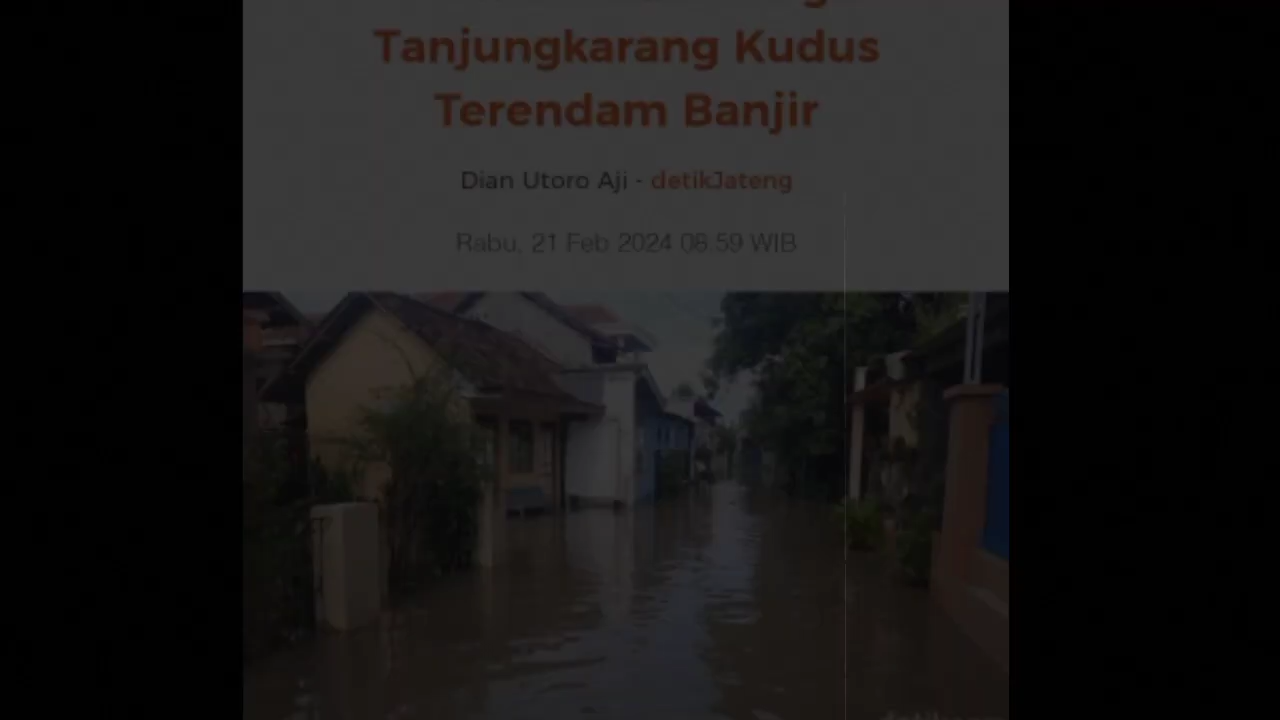 Tanjungkarang Kudus
Terendam Banjir
Dian Utoro Aji - detikJateng
Rabu, 21 Feb 2024 08:59 WIB